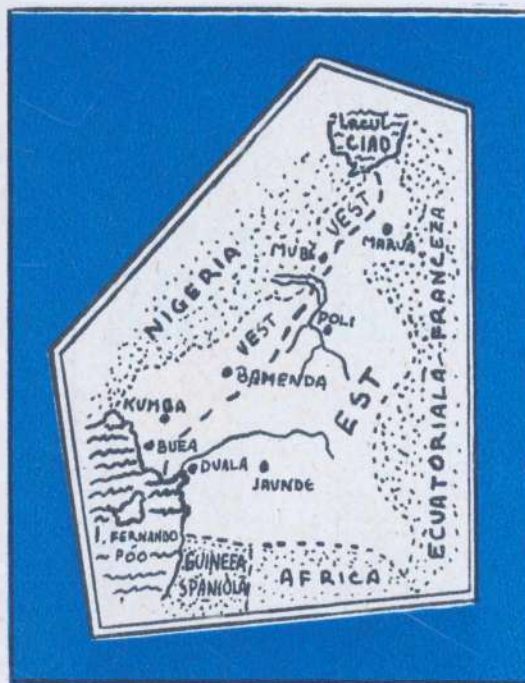 Lacul
CIAD
VEST
MARUA
MUBI
NIGERIA
POLI
VEST
BAMENDA
EST
KUMBA
BUEA
DUALA
JAUNDE
I. FERNANDO
PÓO
GUINEEA
SPANIOLĂ
AFRICA
ECUATORIALA FRANCEZA